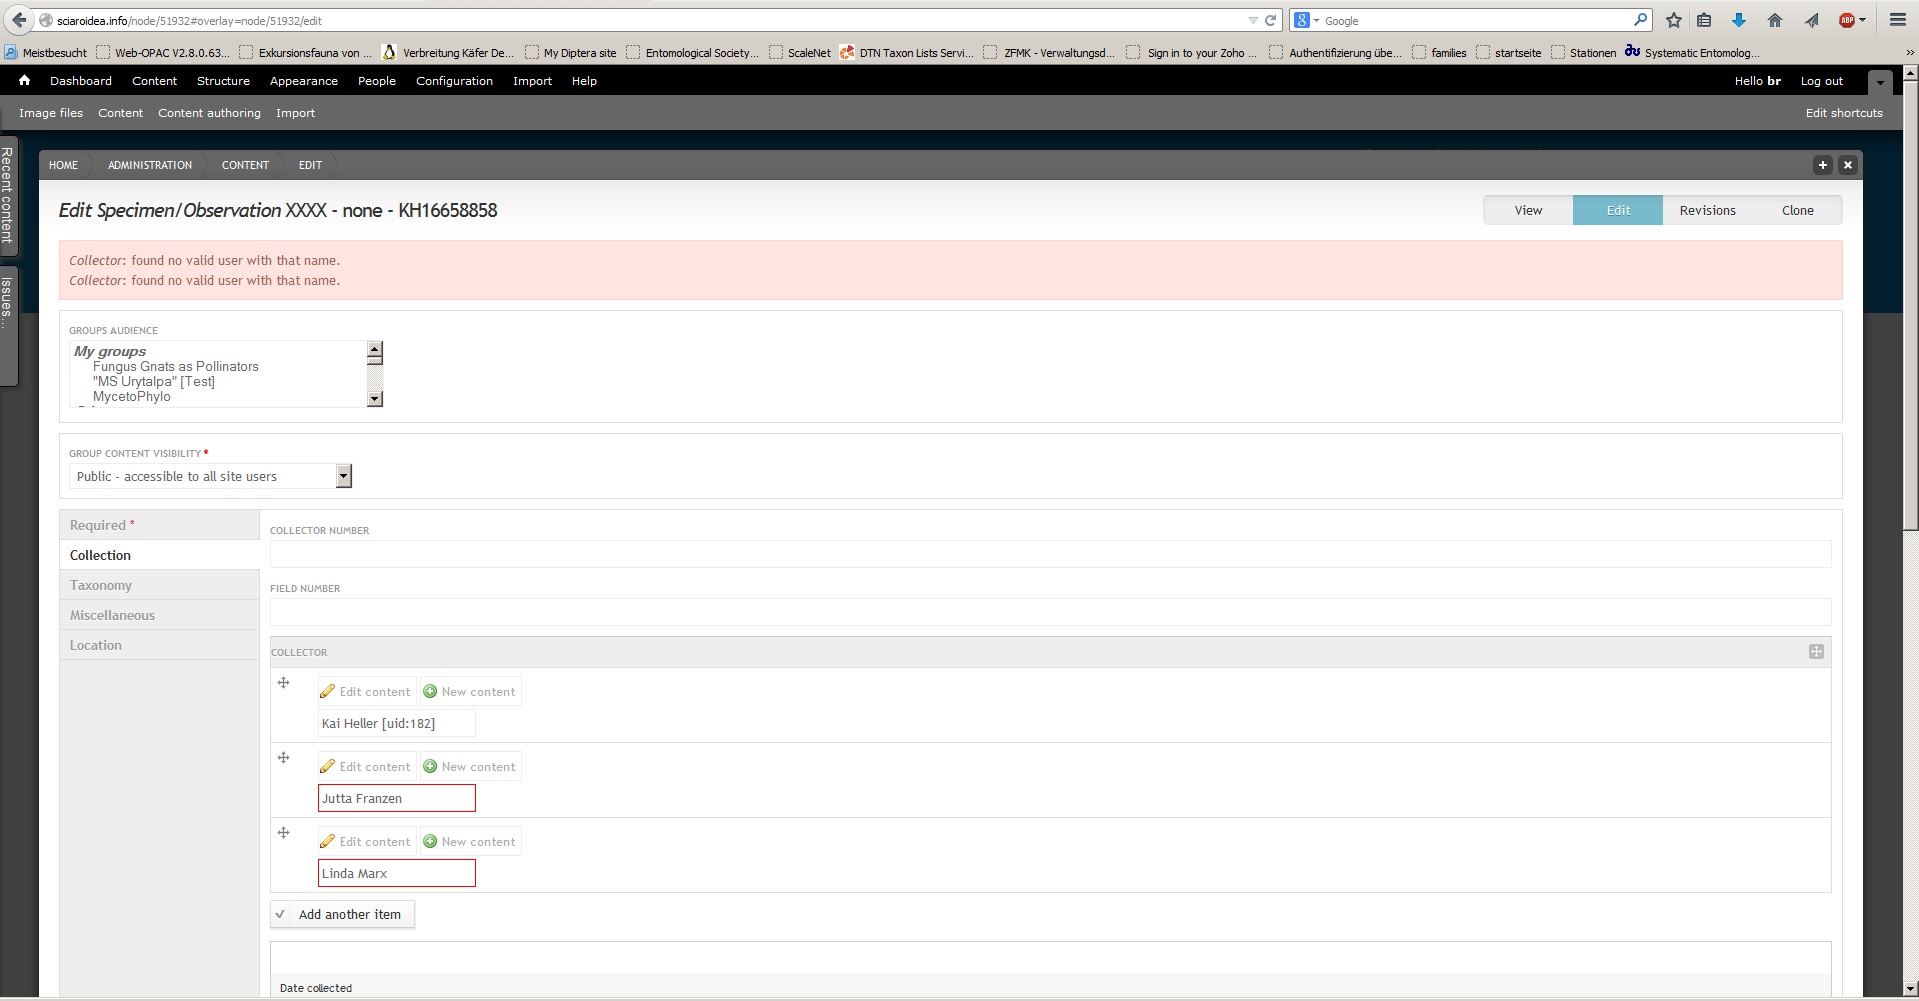 sciaroidea.info/node/51932#overlay=node/51932/edit
Google
Meistbesucht Web-OPAC V2.8.0.63... Exkursionsfauna von ... Verbreitung Käfer De... My Diptera site Entomological Society... ScaleNet DTN Taxon Lists Servi... ZFMK - Verwaltungsd... Sign in to your Zoho ... Authentifizierung übe... families startseite Stationen Systematic Entomolog... »
Dashboard Content Structure Appearance People Configuration Import Help Hello br Log out
Image files Content Content authoring Import Edit shortcuts
Recent content
Issues...
HOME ADMINISTRATION CONTENT EDIT
Edit Specimen/Observation XXXX - none - KH16658858
View Edit Revisions Clone
Collector: found no valid user with that name.
Collector: found no valid user with that name.
GROUPS AUDIENCE
My groups
Fungus Gnats as Pollinators
"MS Urytalpa" [Test]
MycetoPhylo
GROUP CONTENT VISIBILITY *
Public - accessible to all site users
Required *
Collection
Taxonomy
Miscellaneous
Location
COLLECTOR NUMBER
FIELD NUMBER
COLLECTOR
Edit content New content
Kai Heller [uid:182]
Edit content New content
Jutta Franzen
Edit content New content
Linda Marx
Add another item
Date collected